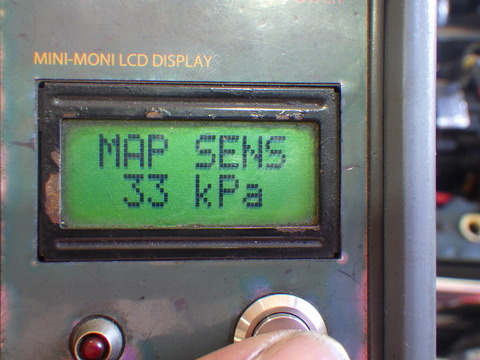 MINI-MONI LCD DISPLAY
MAP SENS
33 kPa